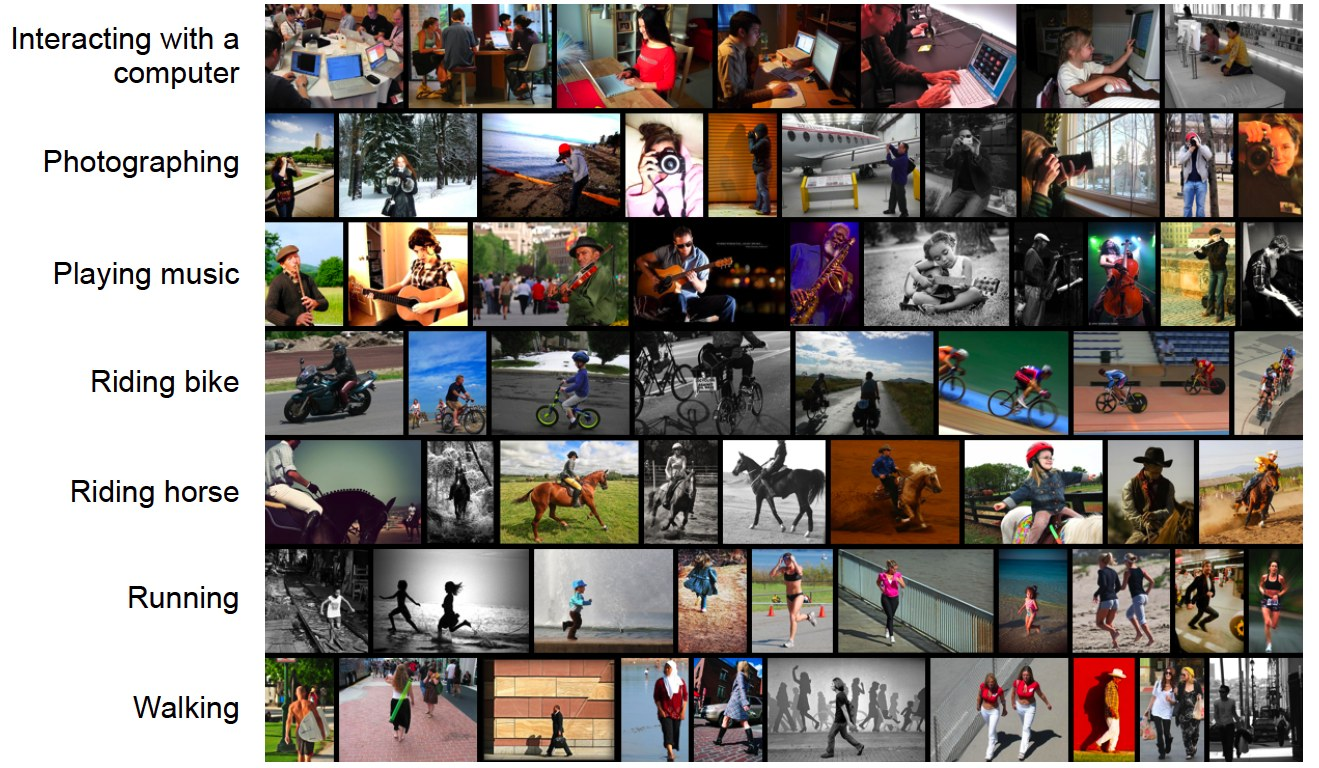 Interacting with a
computer
Photographing
Playing music
Riding bike
Riding horse
Running
Walking